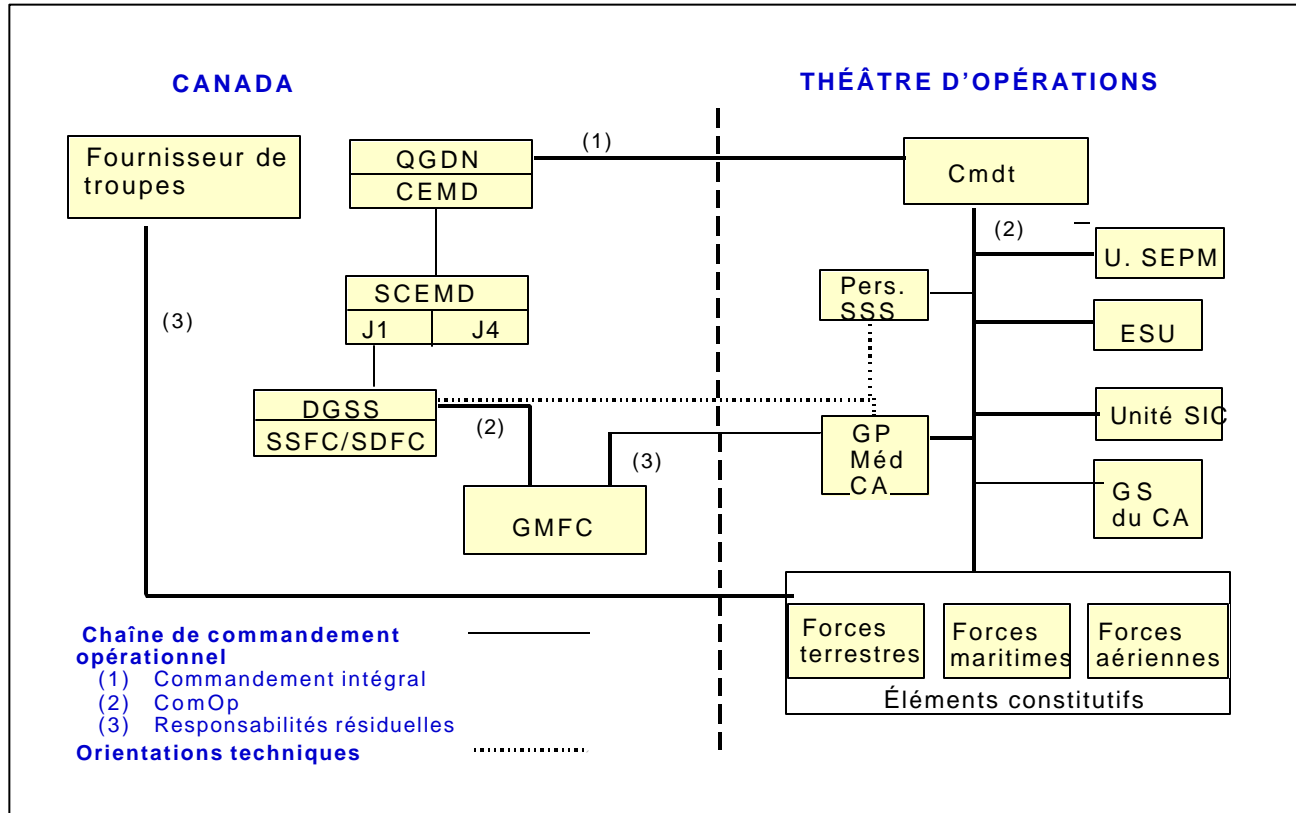 CANADA
THÉÂTRE D'OPÉRATIONS
Fournisseur de
troupes
QGDN
CEMD
(1)
Cmdt
(2)
U. SEPM
Pers.
SSS
ESU
SCEMD
J1 J4
(3)
DGSS
SSFC/SDFC
(2)
(3)
GP
Méd
CA
Unité SIC
GS
du CA
GMFC
Forces
terrestres
Forces
maritimes
Forces
aériennes
Éléments constitutifs
Chaîne de commandement
opérationnel
(1) Commandement intégral
(2) ComOp
(3) Responsabilités résiduelles
Orientations techniques